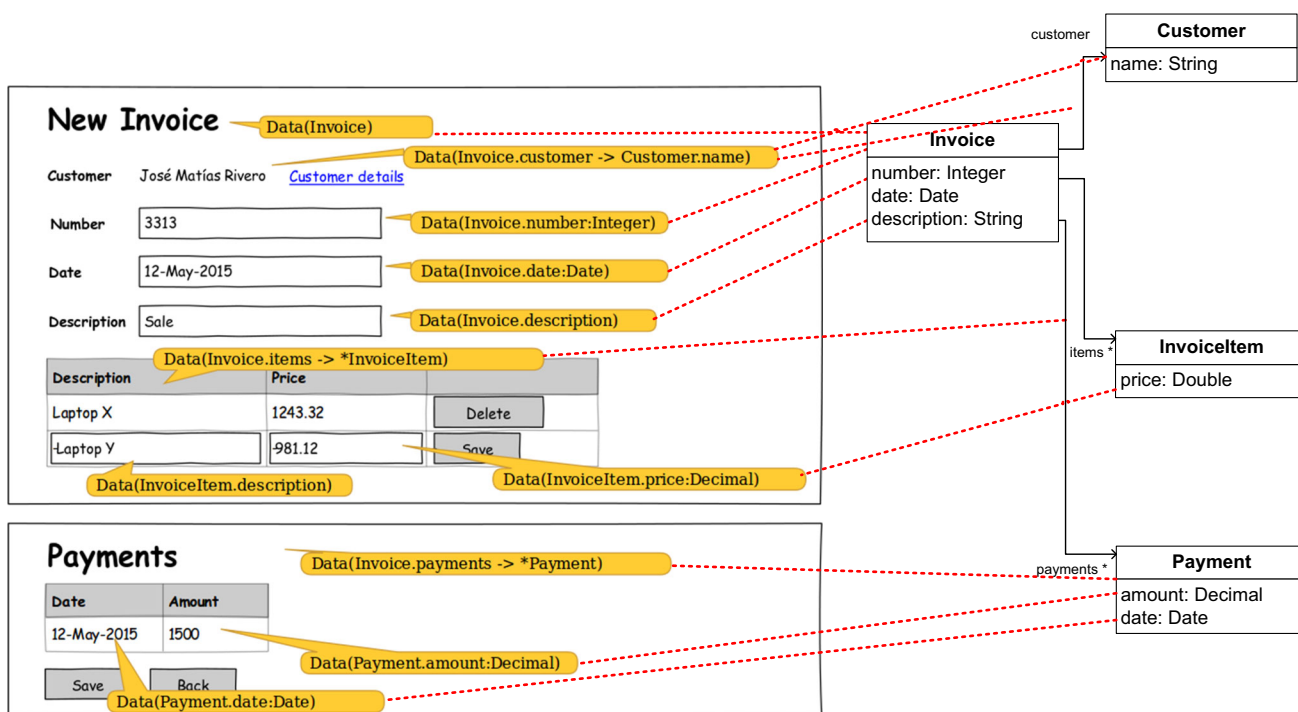 New Invoice
Data(Invoice)
Data(Invoice.customer -> Customer.name)
Customer José Matías Rivero Customer details
Number 3313 Data(Invoice.number:Integer)
Date 12-May-2015 Data(Invoice.date:Date)
Description Sale Data(Invoice.description)
Data(Invoice.items -> *InvoiceItem)
Description Price
Laptop X 1243.32 Delete
-Laptop Y -981.12 Save
Data(InvoiceItem.description) Data(InvoiceItem.price:Decimal)
Payments
Data(Invoice.payments -> *Payment)
Date Amount
12-May-2015 1500
Data(Payment.amount:Decimal)
Save Back
Data(Payment.date:Date)
customer
Customer
name: String
Invoice
number: Integer
date: Date
description: String
items *
InvoiceItem
price: Double
payments *
Payment
amount: Decimal
date: Date